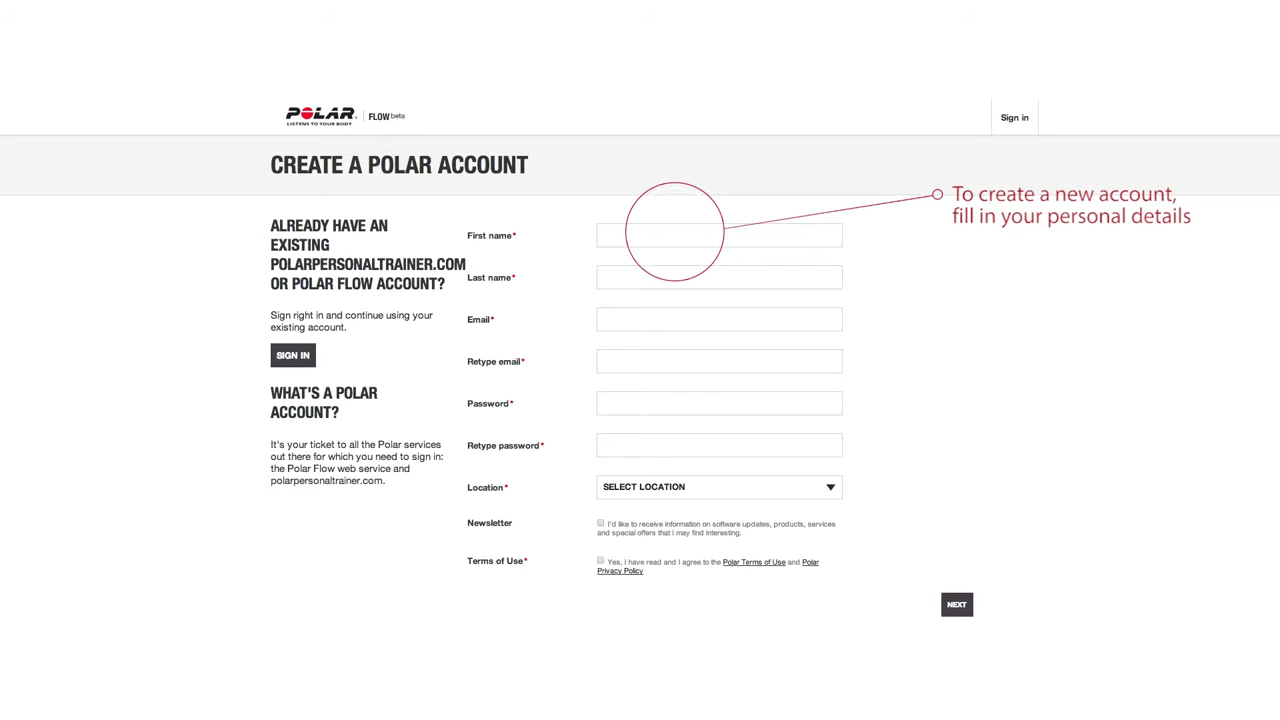 POLAR
LISTENS TO YOUR BODY
FLOW beta
Sign in
CREATE A POLAR ACCOUNT
To create a new account,
fill in your personal details
ALREADY HAVE AN
EXISTING
POLARPERSONALTRAINER.COM
OR POLAR FLOW ACCOUNT?
Sign right in and continue using your
existing account.
SIGN IN
WHAT'S A POLAR
ACCOUNT?
It's your ticket to all the Polar services
out there for which you need to sign in:
the Polar Flow web service and
polarpersonaltrainer.com.
First name*
Last name*
Email*
Retype email*
Password*
Retype password*
Location*
SELECT LOCATION
Newsletter
I'd like to receive information on software updates, products, services
and special offers that I may find interesting.
Terms of Use*
Yes, I have read and I agree to the Polar Terms of Use and Polar
Privacy Policy
NEXT